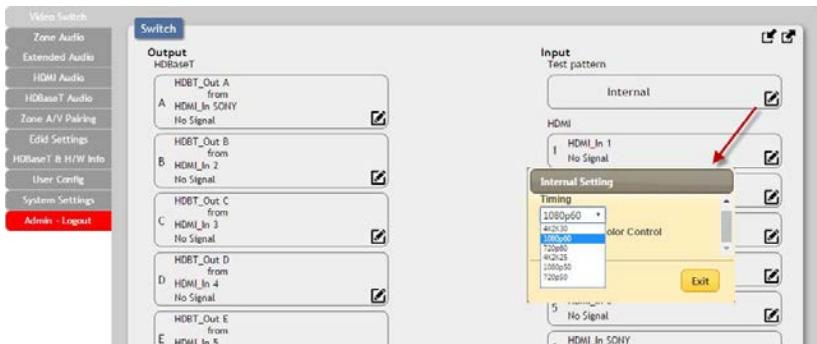 Video Switch
Zone Audio
Extended Audio
HDMI Audio
HDBaseT Audio
Zone A/V Pairing
Edid Settings
HDBaseT & H/W Info
User Config
System Settings
Admin - Logout
Switch
Output
HDBaseT
HDBT_Out A
from
A HDMI_In SONY
No Signal
HDBT_Out B
from
B HDMI_In 2
No Signal
HDBT_Out C
from
C HDMI_In 3
No Signal
HDBT_Out D
from
D HDMI_In 4
No Signal
HDBT_Out E
from
E HDMI_In 5
Input
Test pattern
Internal
HDMI
1 HDMI_In 1
No Signal
Internal Setting
Timing
1080p60
4K2K30
1080p60
720p60
4K2K25
1080p50
720p50
olor Control
Exit
5
No Signal
HDMI_In SONY